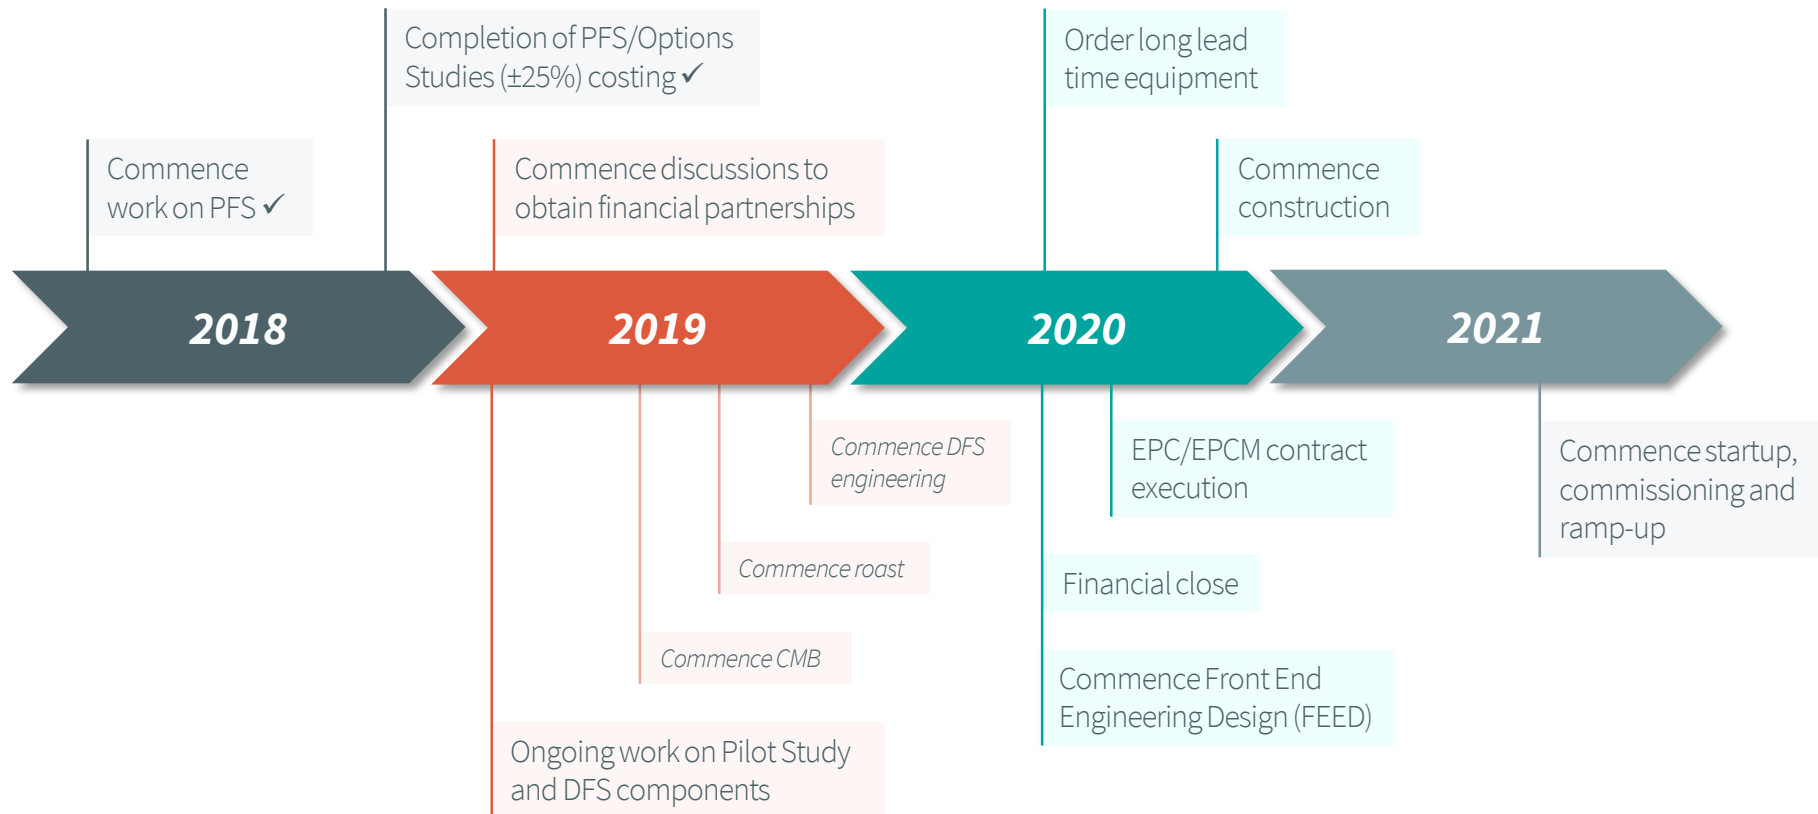 Completion of PFS/Options
Studies (±25%) costing ✓
Order long lead
time equipment
Commence
work on PFS ✓
Commence discussions to
obtain financial partnerships
Commence
construction
2018
2019
2020
2021
Commence DFS
engineering
EPC/EPCM contract
execution
Commence startup,
commissioning and
ramp-up
Commence roast
Financial close
Commence CMB
Commence Front End
Engineering Design (FEED)
Ongoing work on Pilot Study
and DFS components